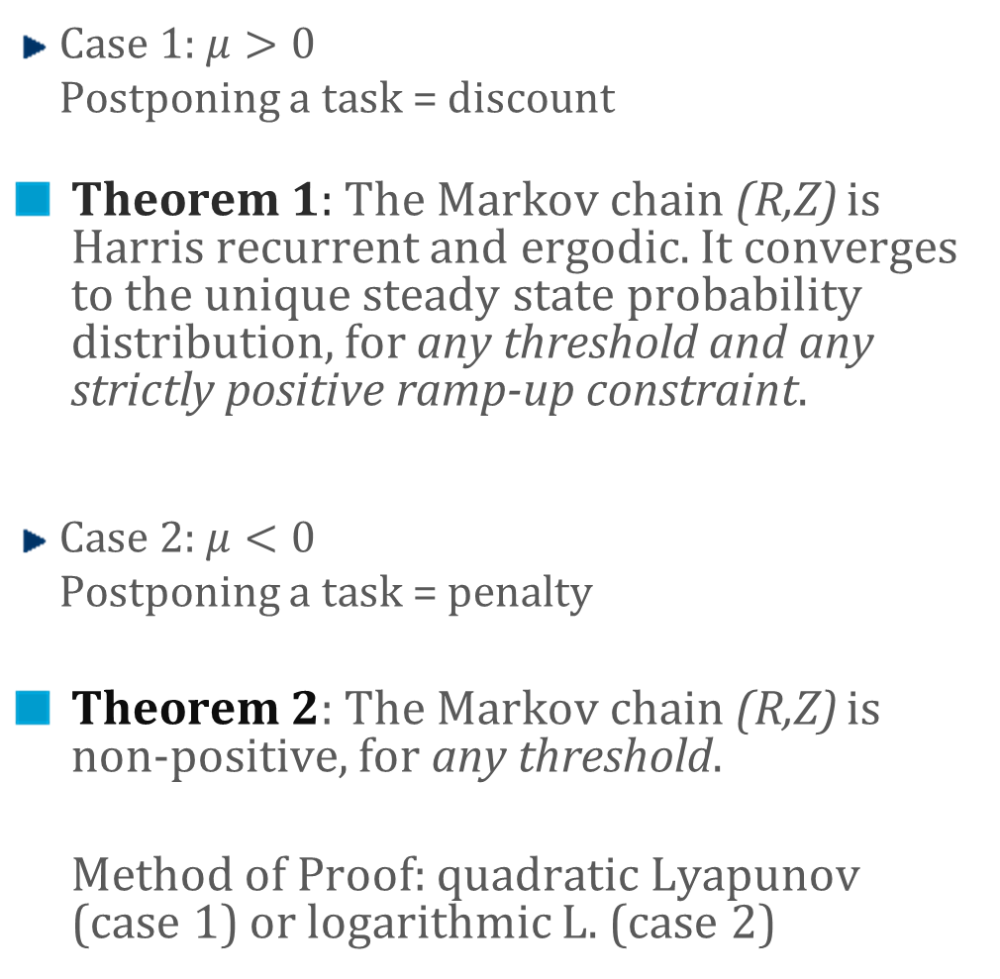 Case 1: μ > 0
Postponing a task = discount
Theorem 1: The Markov chain (R,Z) is
Harris recurrent and ergodic. It converges
to the unique steady state probability
distribution, for any threshold and any
strictly positive ramp-up constraint.
Case 2: μ < 0
Postponing a task = penalty
Theorem 2: The Markov chain (R,Z) is
non-positive, for any threshold.
Method of Proof: quadratic Lyapunov
(case 1) or logarithmic L. (case 2)